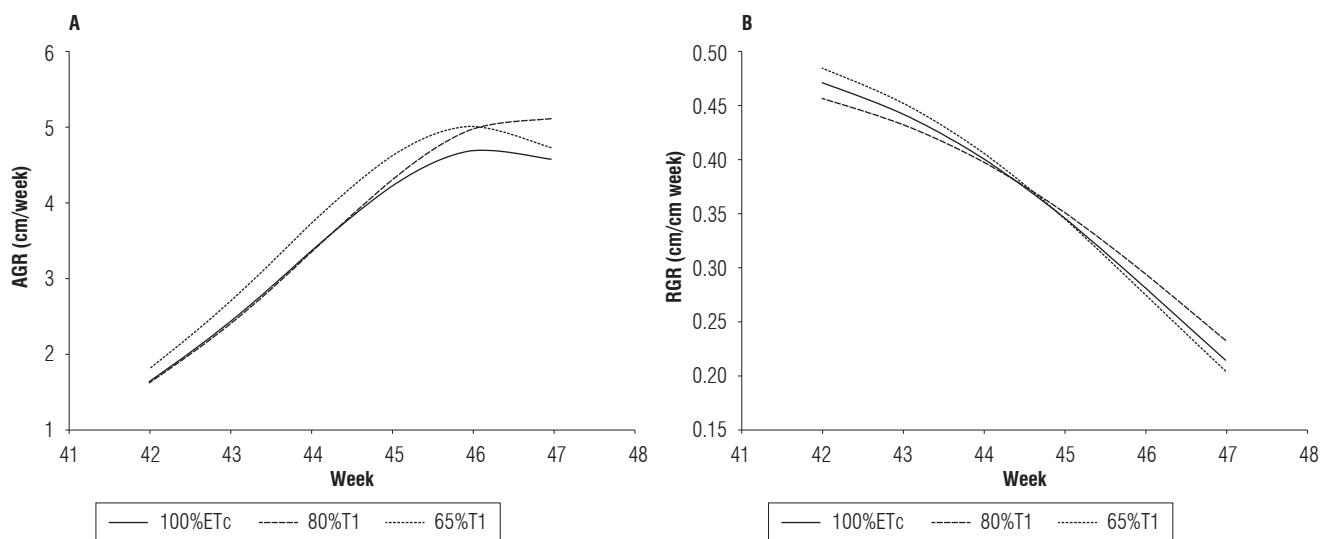 A
AGR (cm/week)
6
5
4
3
2
1
41 42 43 44 45 46 47 48
Week
100%ETc 80%T1 65%T1
B
RGR (cm/cm week)
0.50
0.45
0.40
0.35
0.30
0.25
0.20
0.15
41 42 43 44 45 46 47 48
Week
100%ETc 80%T1 65%T1